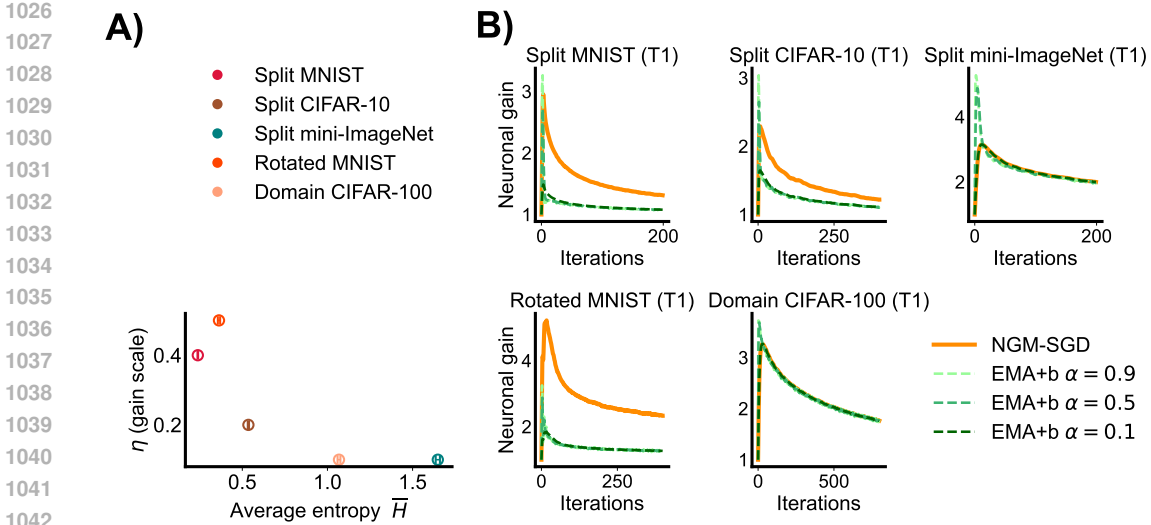 1026
1027
1028
1029
1030
1031
1032
1033
1034
1035
1036
1037
1038
1039
1040
1041
1042
A)
Split MNIST
Split CIFAR-10
Split mini-ImageNet
Rotated MNIST
Domain CIFAR-100
η (gain scale)
0.4
0.2
0.5 1.0 1.5
Average entropy H̅
B)
Split MNIST (T1)
Neuronal gain
3
2
1
0 200
Iterations
Split CIFAR-10 (T1)
3
2
1
0 250
Iterations
Split mini-ImageNet (T1)
4
2
0 200
Iterations
Rotated MNIST (T1)
Neuronal gain
4
2
0 250
Iterations
Domain CIFAR-100 (T1)
3
2
1
0 500
Iterations
NGM-SGD
EMA+b α = 0.9
EMA+b α = 0.5
EMA+b α = 0.1